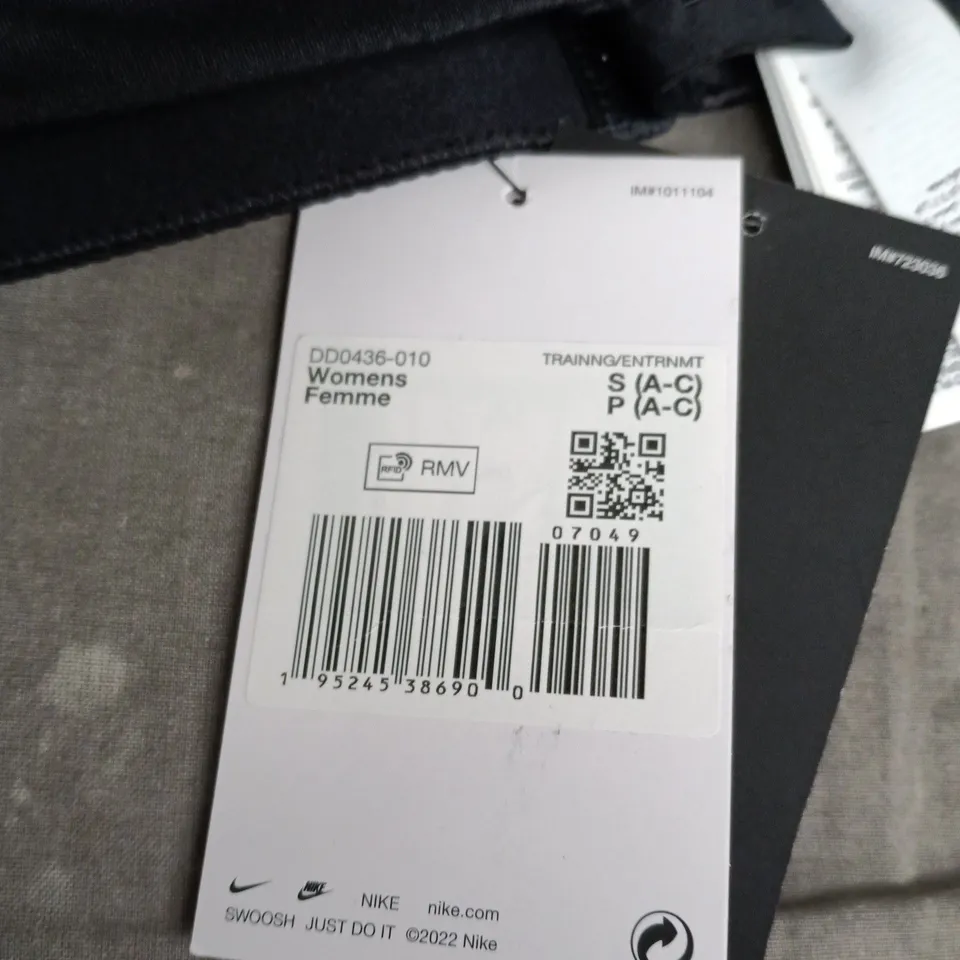 IM#1011104
IM#723036
DD0436-010
Womens
Femme
TRAINNG/ENTRNMT
S (A-C)
P (A-C)
RFID RMV
07049
1 95245 38690 0
NIKE
NIKE nike.com
SWOOSH JUST DO IT ©2022 Nike